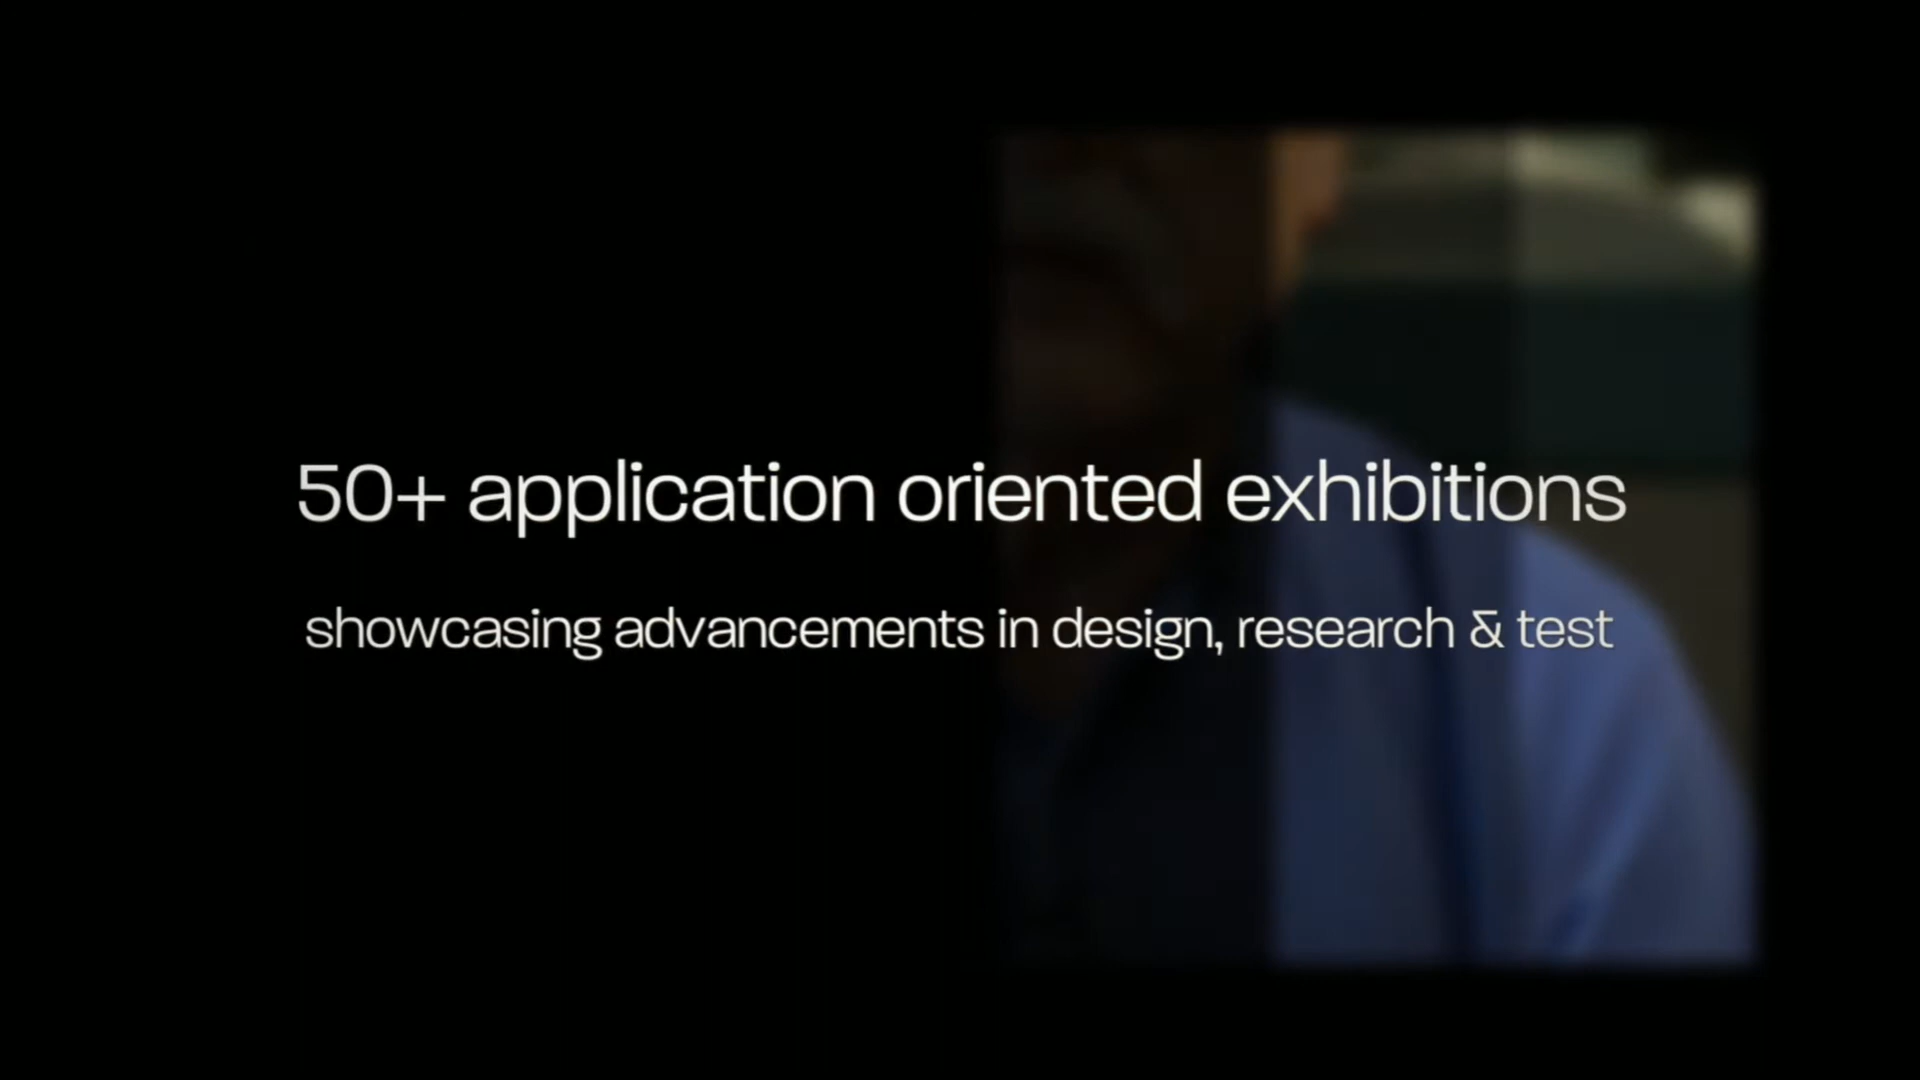 50+ application oriented exhibitions
showcasing advancements in design, research & test